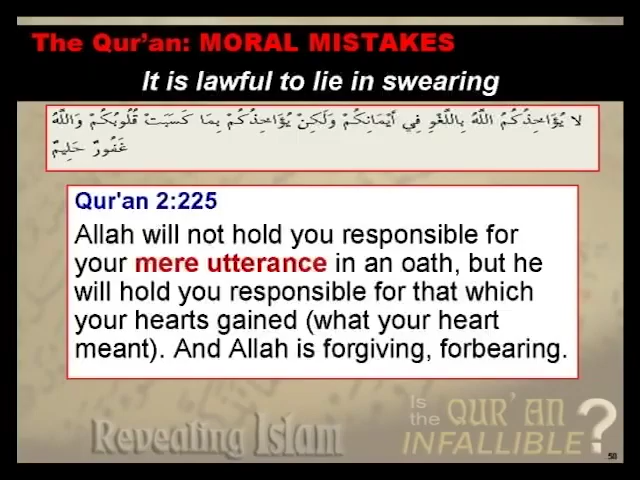 The Qur'an: MORAL MISTAKES
It is lawful to lie in swearing
لا يُؤَاخِذُكُمُ اللَّهُ بِاللَّغْوِ فِي أَيْمَانِكُمْ وَلَكِنْ يُؤَاخِذُكُمْ بِمَا كَسَبَتْ قُلُوبُكُمْ وَاللَّهُ
غَفُورٌ حَلِيمٌ
Qur'an 2:225
Allah will not hold you responsible for
your mere utterance in an oath, but he
will hold you responsible for that which
your hearts gained (what your heart
meant). And Allah is forgiving, forbearing.
Revealing Islam
Is
the QUR'AN
INFALLIBLE?
58